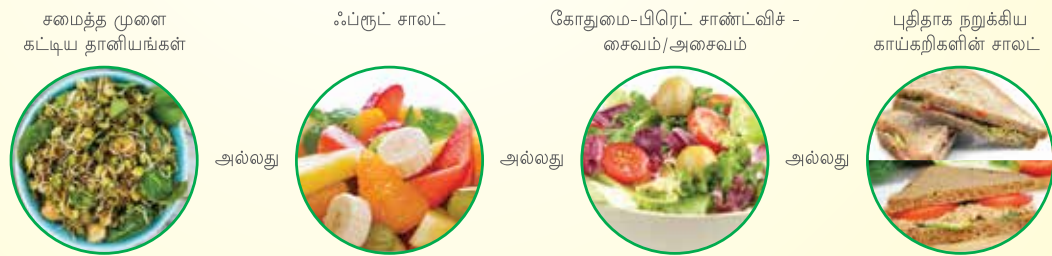 சமைத்த முளை
கட்டிய தானியங்கள்
ஃப்ரூட் சாலட்
கோதுமை-பிரெட் சாண்ட்விச் -
சைவம்/அசைவம்
புதிதாக நறுக்கிய
காய்கறிகளின் சாலட்
அல்லது
அல்லது
அல்லது